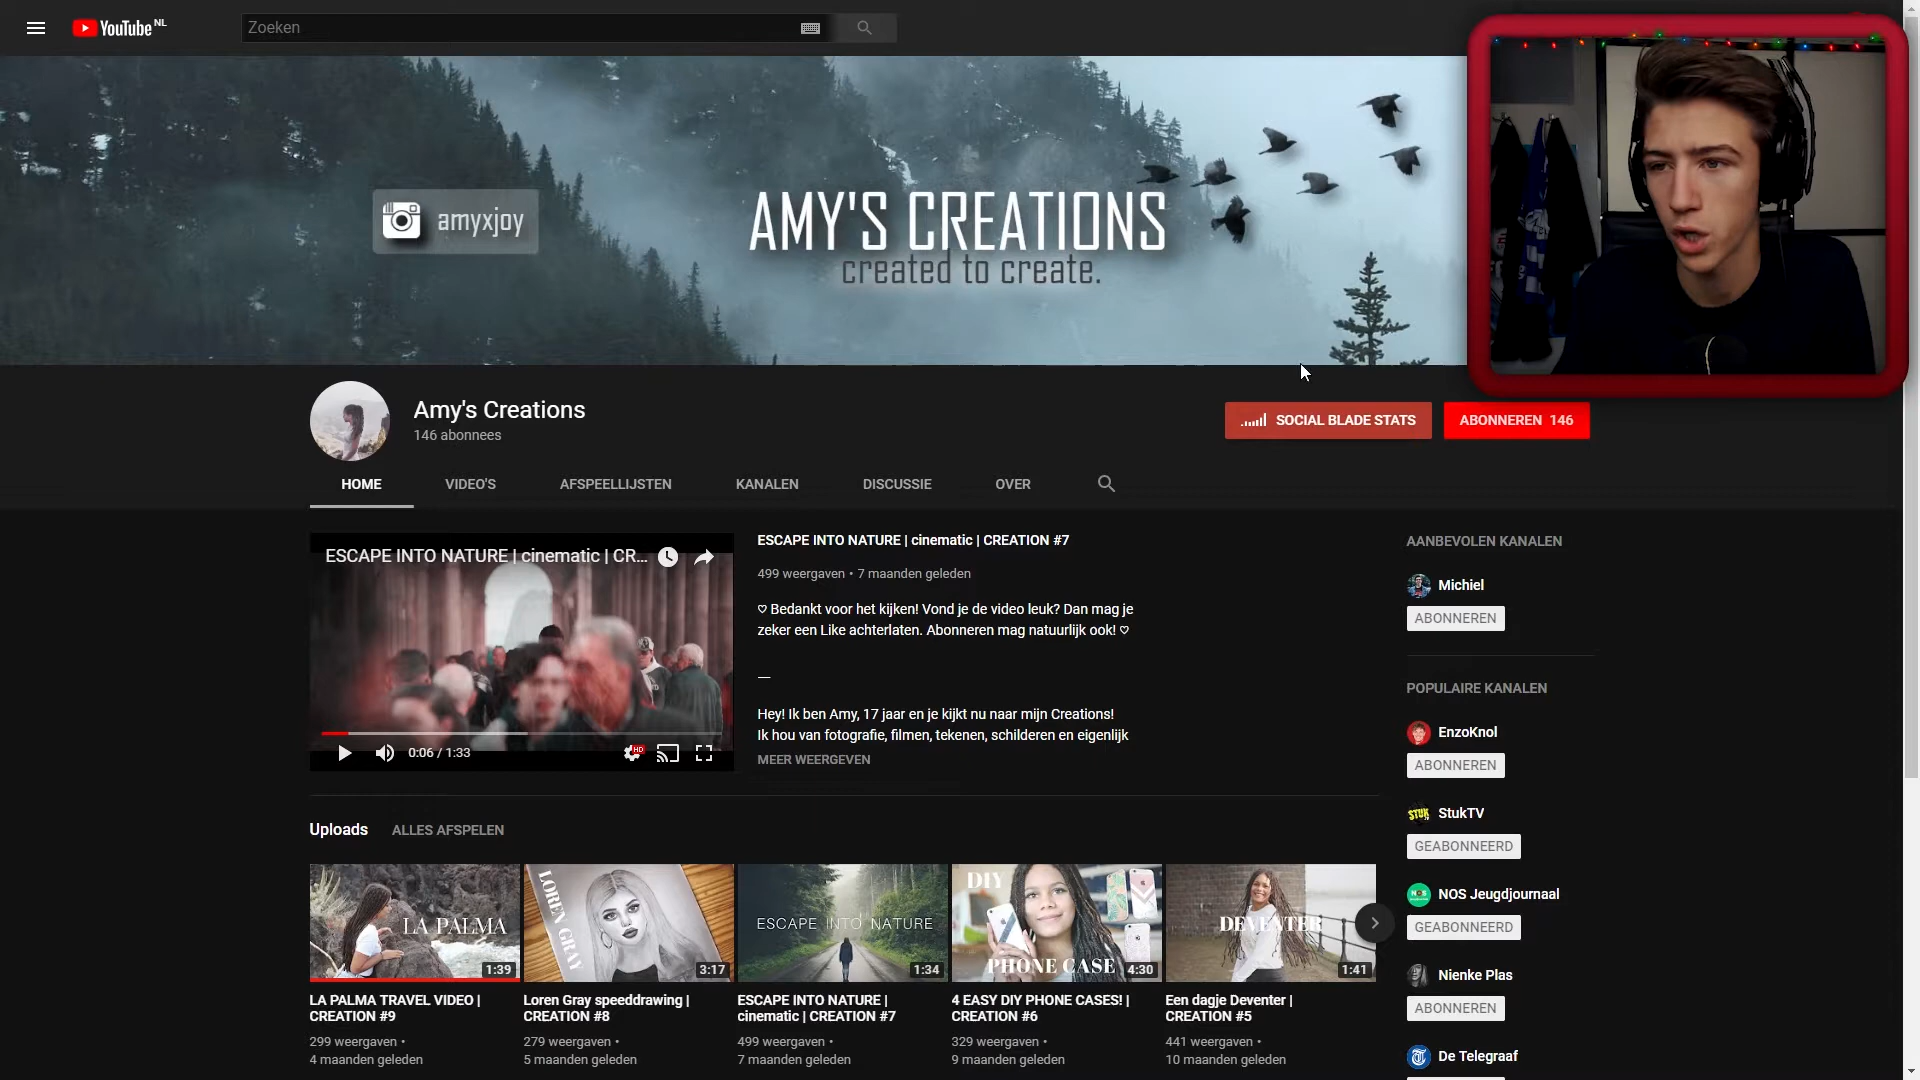 YouTube NL
Zoeken
amyxjoy
AMY'S CREATIONS
created to create.
Amy's Creations
146 abonnees
SOCIAL BLADE STATS
ABONNEREN 146
HOME
VIDEO'S
AFSPEELLIJSTEN
KANALEN
DISCUSSIE
OVER
ESCAPE INTO NATURE | cinematic | CR...
0:06 / 1:33
HD
ESCAPE INTO NATURE | cinematic | CREATION #7
499 weergaven • 7 maanden geleden
♡ Bedankt voor het kijken! Vond je de video leuk? Dan mag je
zeker een Like achterlaten. Abonneren mag natuurlijk ook! ♡
—
Hey! Ik ben Amy, 17 jaar en je kijkt nu naar mijn Creations!
Ik hou van fotografie, filmen, tekenen, schilderen en eigenlijk
MEER WEERGEVEN
AANBEVOLEN KANALEN
Michiel
ABONNEREN
POPULAIRE KANALEN
EnzoKnol
ABONNEREN
STUK
StukTV
GEABONNEERD
NOS Jeugdjournaal
GEABONNEERD
Nienke Plas
ABONNEREN
De Telegraaf
Uploads
ALLES AFSPELEN
LA PALMA
1:39
LA PALMA TRAVEL VIDEO |
CREATION #9
299 weergaven •
4 maanden geleden
LOREN GRAY
3:17
Loren Gray speeddrawing |
CREATION #8
279 weergaven •
5 maanden geleden
ESCAPE INTO NATURE
1:34
ESCAPE INTO NATURE |
cinematic | CREATION #7
499 weergaven •
7 maanden geleden
DIY
PHONE CASE
4:30
4 EASY DIY PHONE CASES! |
CREATION #6
329 weergaven •
9 maanden geleden
DEVENTER
1:41
Een dagje Deventer |
CREATION #5
441 weergaven •
10 maanden geleden